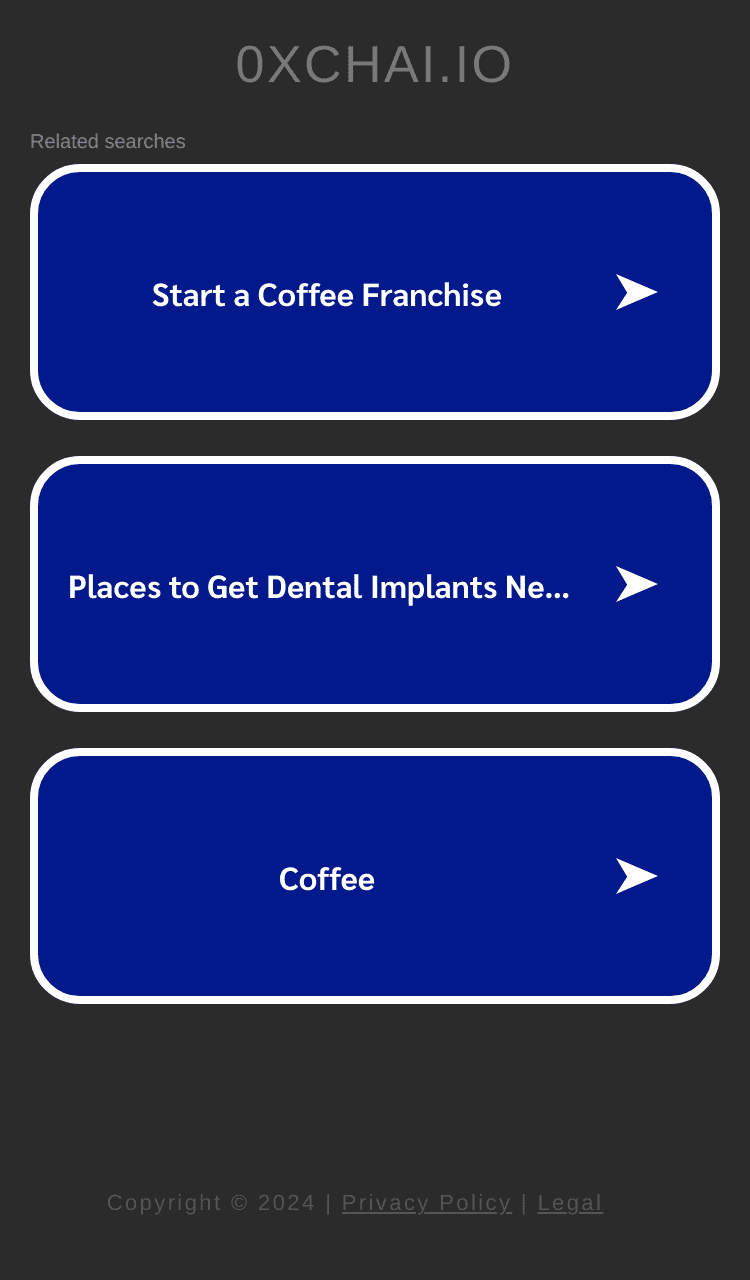 0XCHAI.IO
Related searches
Start a Coffee Franchise
Places to Get Dental Implants Ne...
Coffee
Copyright © 2024 | Privacy Policy | Legal